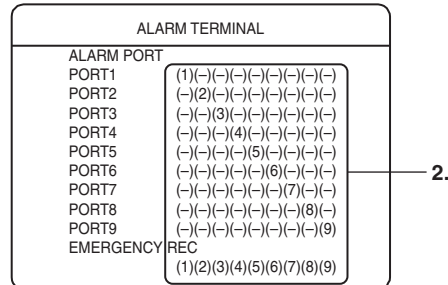 ALARM TERMINAL
ALARM PORT
PORT1 (1)(–)(–)(–)(–)(–)(–)(–)(–)
PORT2 (–)(2)(–)(–)(–)(–)(–)(–)(–)
PORT3 (–)(–)(3)(–)(–)(–)(–)(–)(–)
PORT4 (–)(–)(–)(4)(–)(–)(–)(–)(–)
PORT5 (–)(–)(–)(–)(5)(–)(–)(–)(–)
PORT6 (–)(–)(–)(–)(–)(6)(–)(–)(–)
2.
PORT7 (–)(–)(–)(–)(–)(–)(7)(–)(–)
PORT8 (–)(–)(–)(–)(–)(–)(–)(8)(–)
PORT9 (–)(–)(–)(–)(–)(–)(–)(–)(9)
EMERGENCY REC
(1)(2)(3)(4)(5)(6)(7)(8)(9)